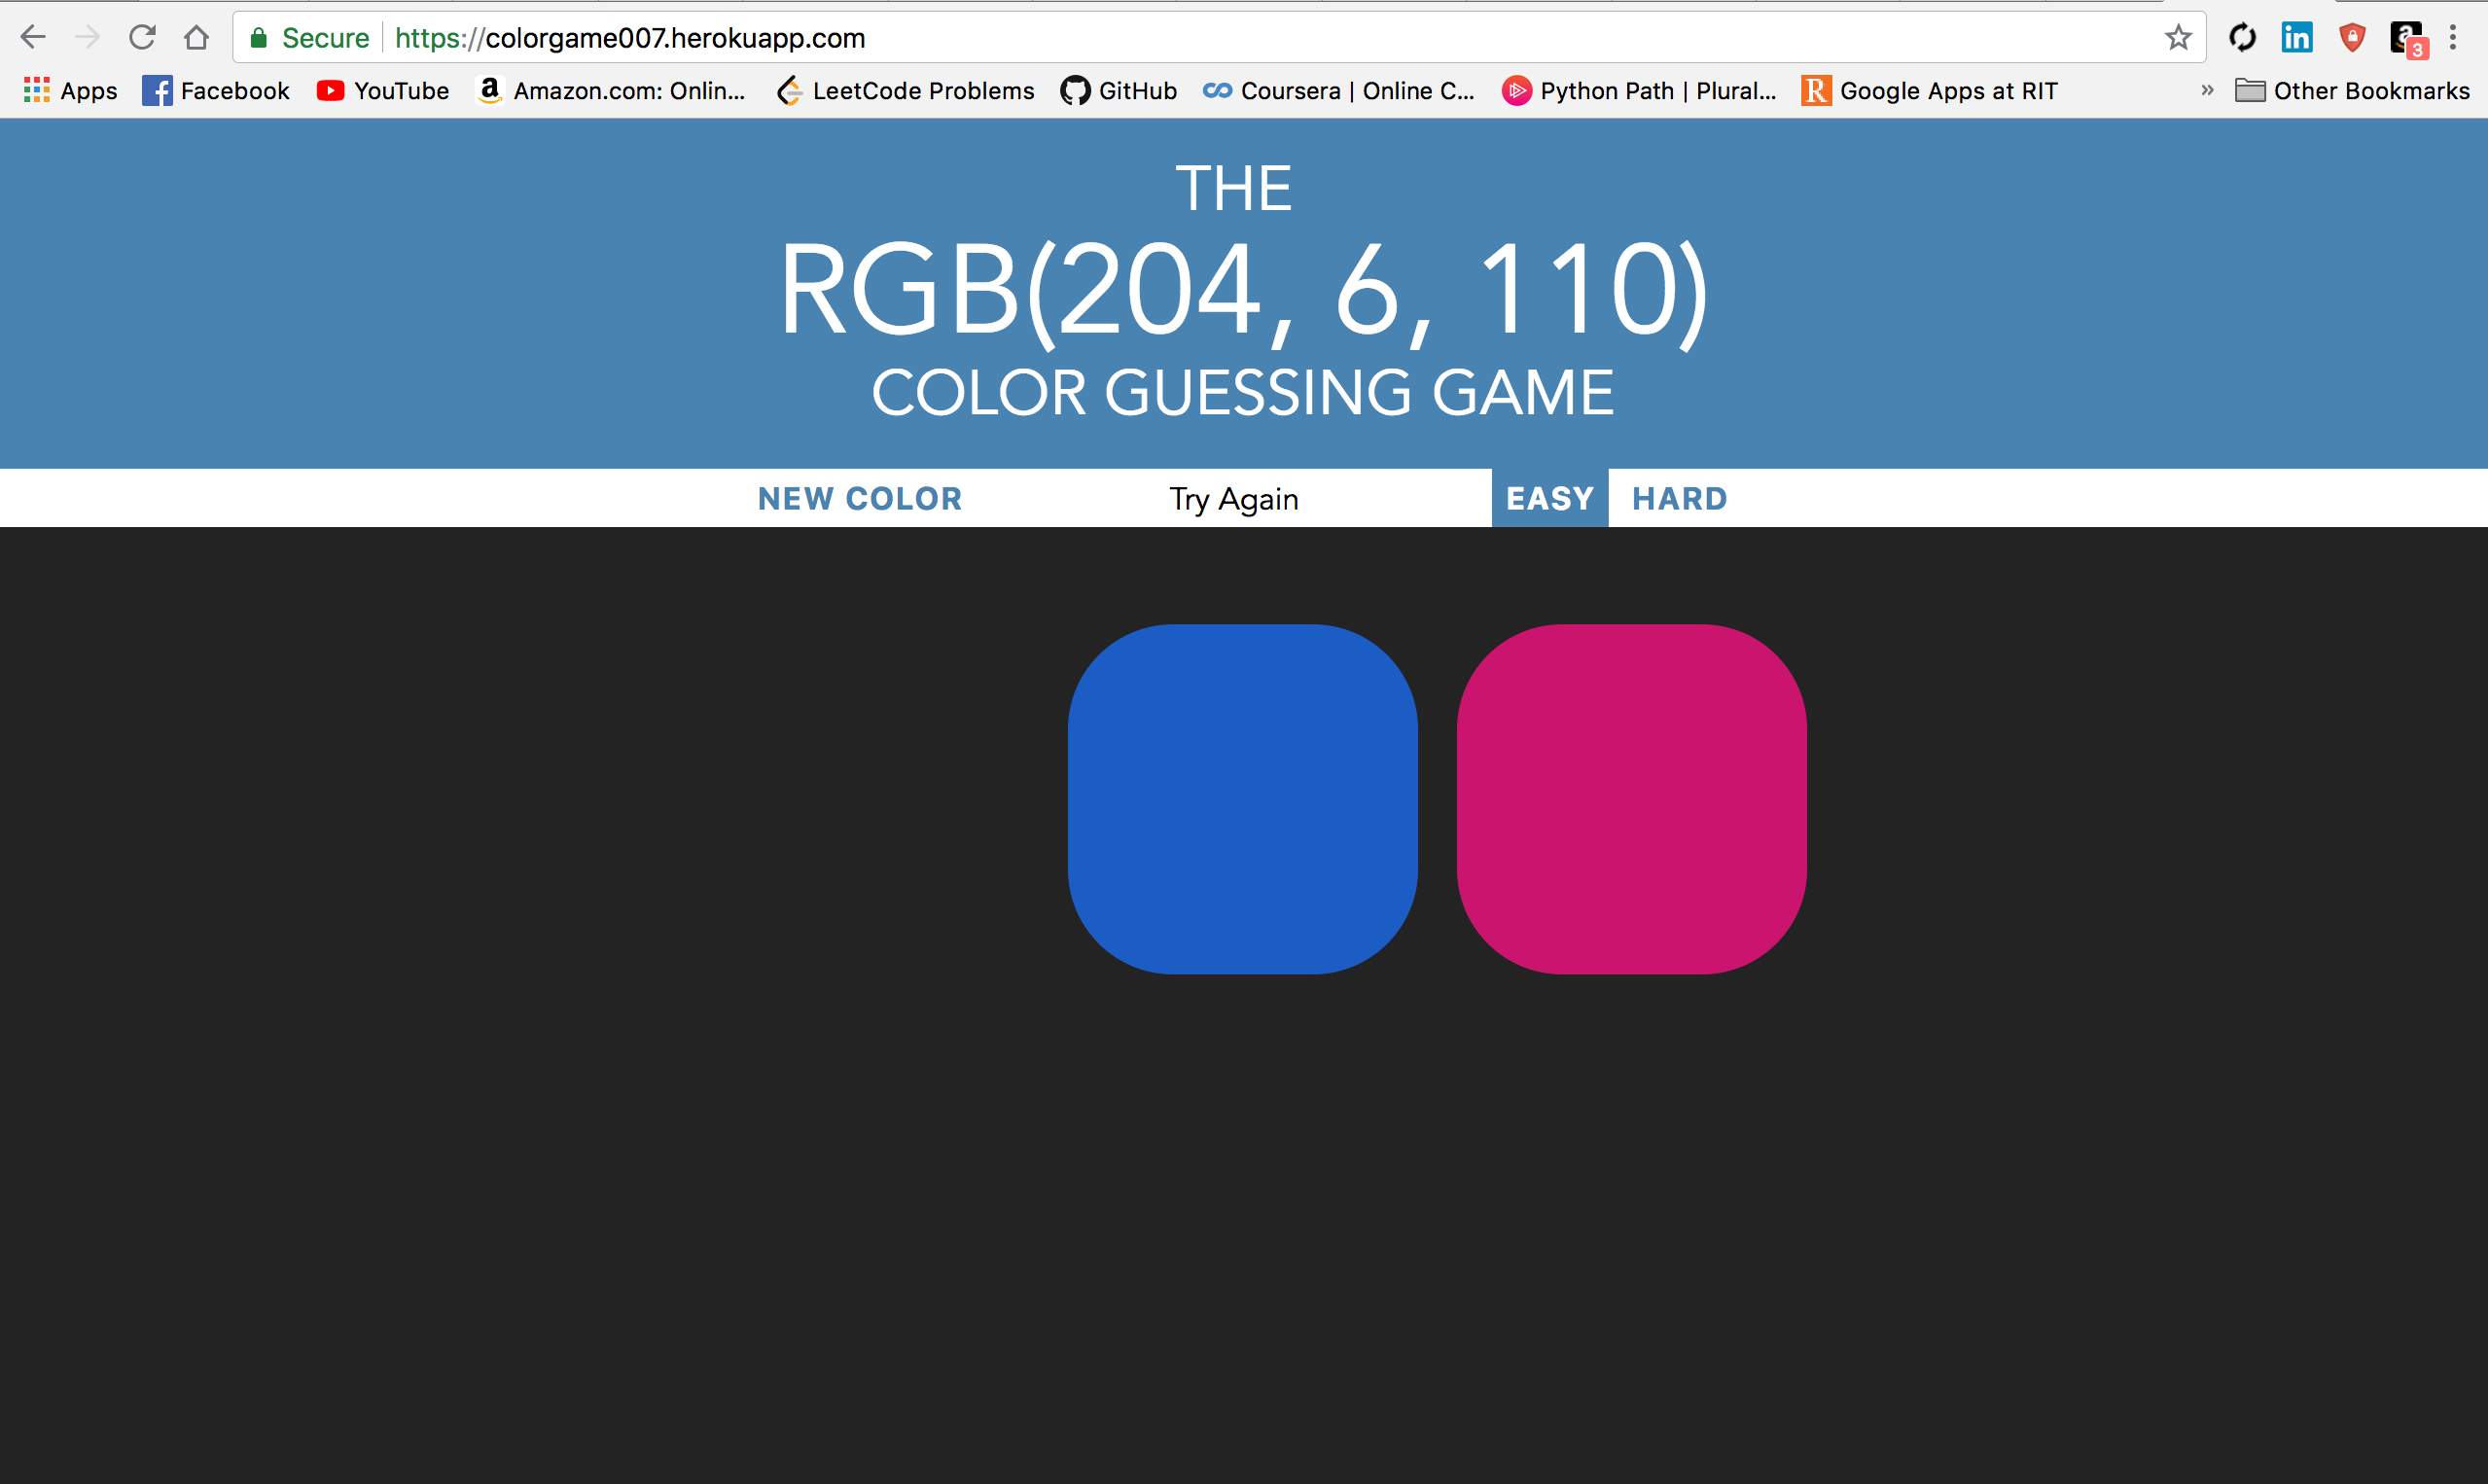 Secure https://colorgame007.herokuapp.com
3
Apps Facebook YouTube Amazon.com: Onlin... LeetCode Problems GitHub Coursera | Online C... Python Path | Plural... Google Apps at RIT » Other Bookmarks
THE
RGB(204, 6, 110)
COLOR GUESSING GAME
NEW COLOR Try Again EASY HARD